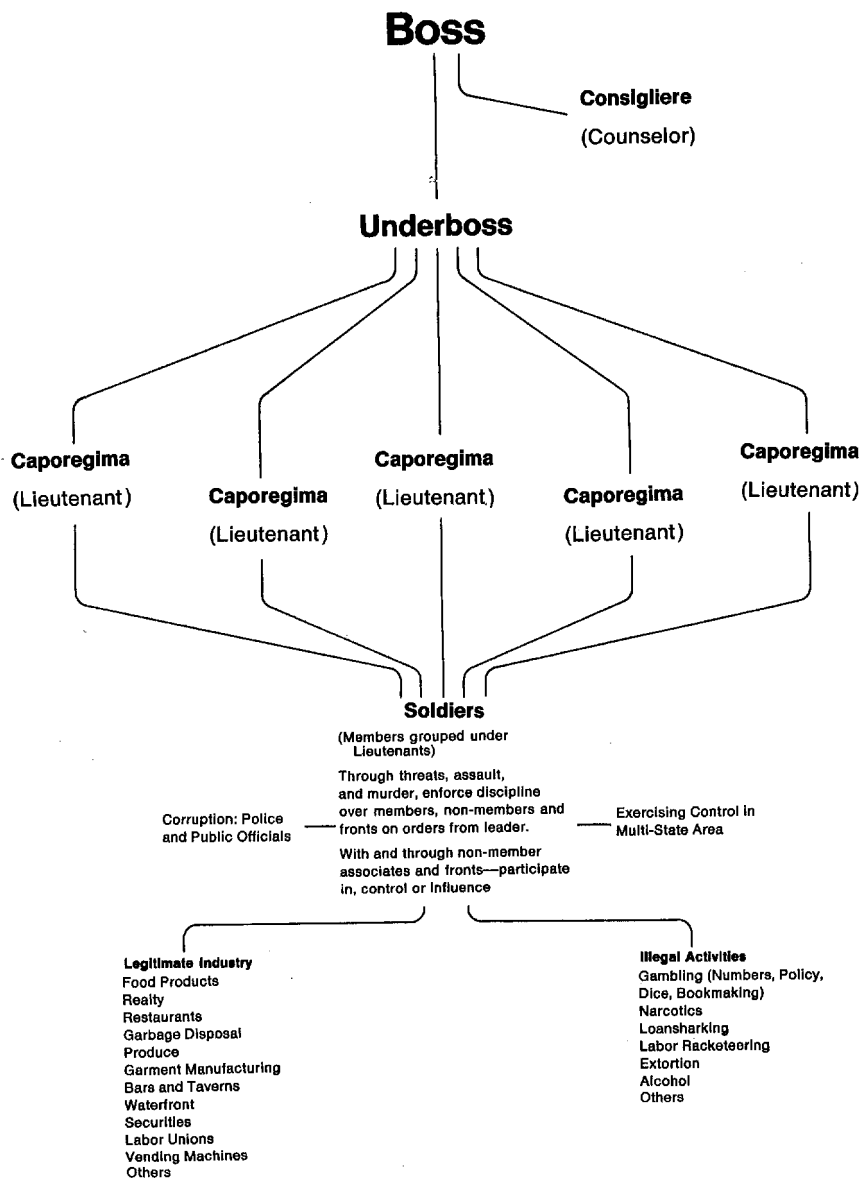 Boss
Consigliere
(Counselor)
Underboss
Caporegima
(Lieutenant)
Caporegima
(Lieutenant)
Caporegima
(Lieutenant)
Caporegima
(Lieutenant)
Caporegima
(Lieutenant)
Soldiers
(Members grouped under
Lieutenants)
Through threats, assault,
and murder, enforce discipline
over members, non-members and
fronts on orders from leader.
Corruption: Police
and Public Officials
Exercising Control in
Multi-State Area
With and through non-member
associates and fronts—participate
in, control or influence
Legitimate Industry
Food Products
Realty
Restaurants
Garbage Disposal
Produce
Garment Manufacturing
Bars and Taverns
Waterfront
Securities
Labor Unions
Vending Machines
Others
Illegal Activities
Gambling (Numbers, Policy,
Dice, Bookmaking)
Narcotics
Loansharking
Labor Racketeering
Extortion
Alcohol
Others